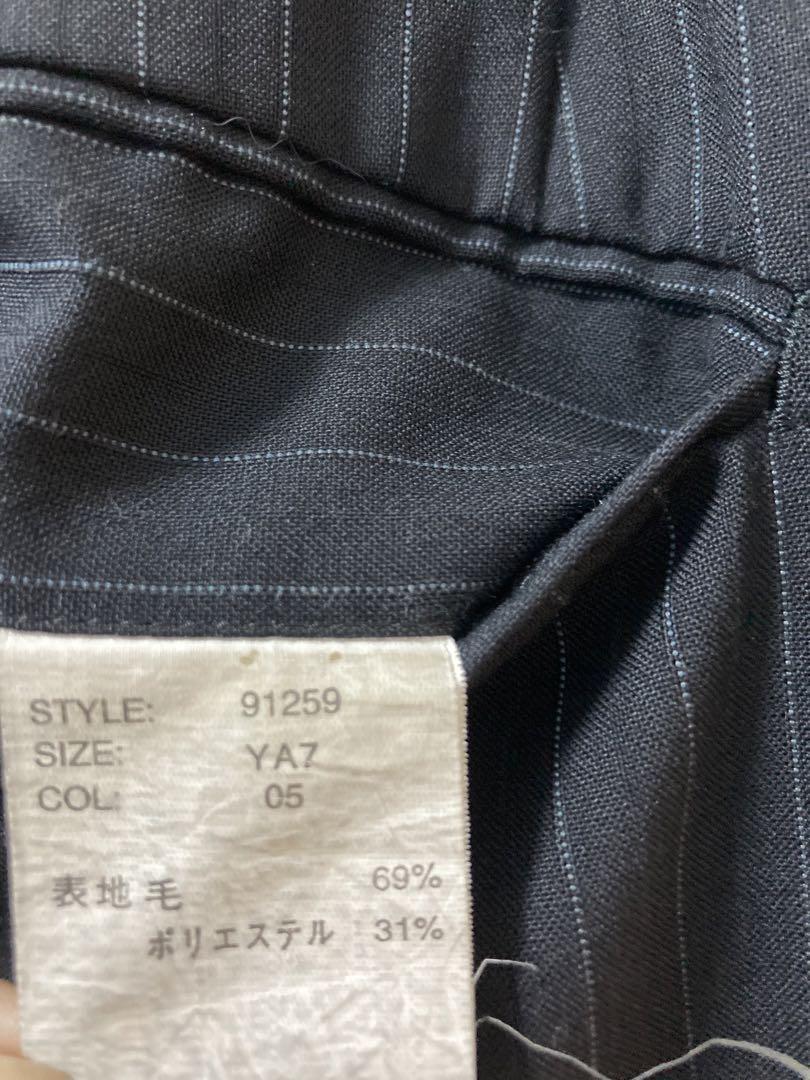 STYLE: 91259
SIZE: YA7
COL: 05
表地 毛 69%
ポリエステル 31%